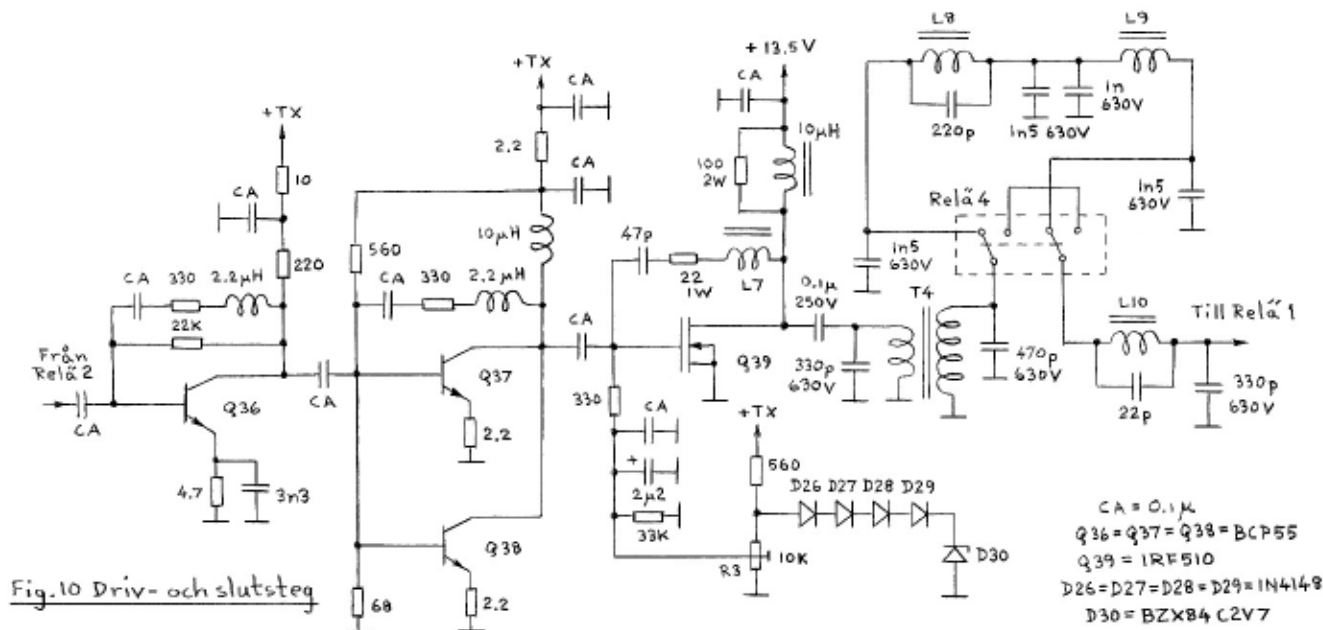 L8
L9
+13.5V
+TX
CA
CA
1n
630V
220p
1n5 630V
+TX
2.2
CA
10μH
100
2W
1n5
630V
10
CA
Relä 4
560
10μH
47p
1n5
630V
220
CA
330
2.2μH
CA
330
2.2μH
22
1W
L7
0.1μ
250V
T4
L10
Till Relä 1
22K
CA
Från
Relä 2
Q36
CA
Q37
Q39
330p
630V
470p
630V
330p
630V
CA
330
+TX
22p
2.2
CA
560
4.7
3n3
+
2μ2
D26 D27 D28 D29
33K
CA = 0.1μ
Q38
R3
10K
D30
Q36=Q37=Q38=BCP55
Q39 = IRF510
Fig.10 Driv- och slutsteg
68
2.2
D26=D27=D28=D29=1N4148
D30=BZX84C2V7